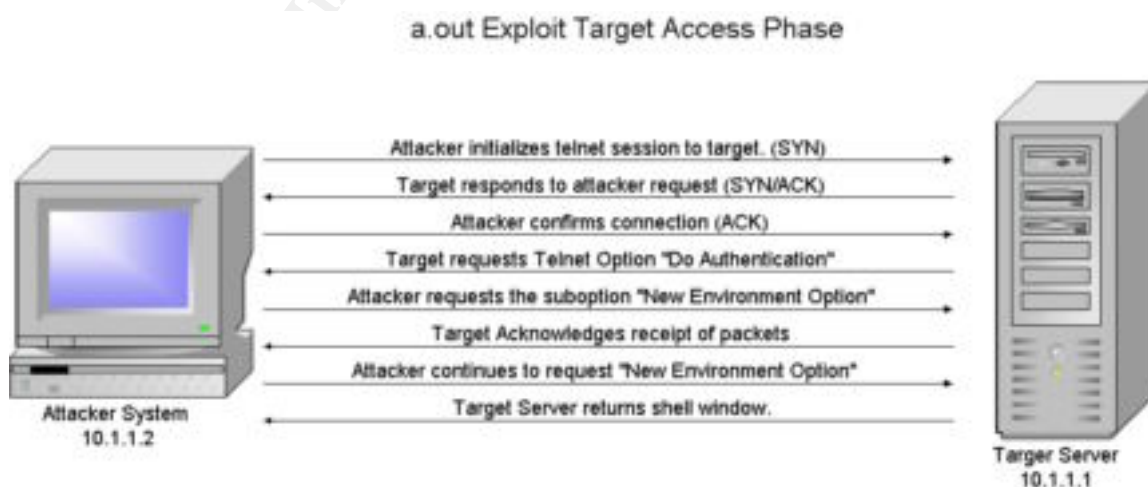 a.out Exploit Target Access Phase
Attacker initializes telnet session to target. (SYN)
Target responds to attacker request (SYN/ACK)
Attacker confirms connection (ACK)
Target requests Telnet Option "Do Authentication"
Attacker requests the suboption "New Environment Option"
Target Acknowledges receipt of packets
Attacker continues to request "New Environment Option"
Target Server returns shell window.
Attacker System
10.1.1.2
Targer Server
10.1.1.1